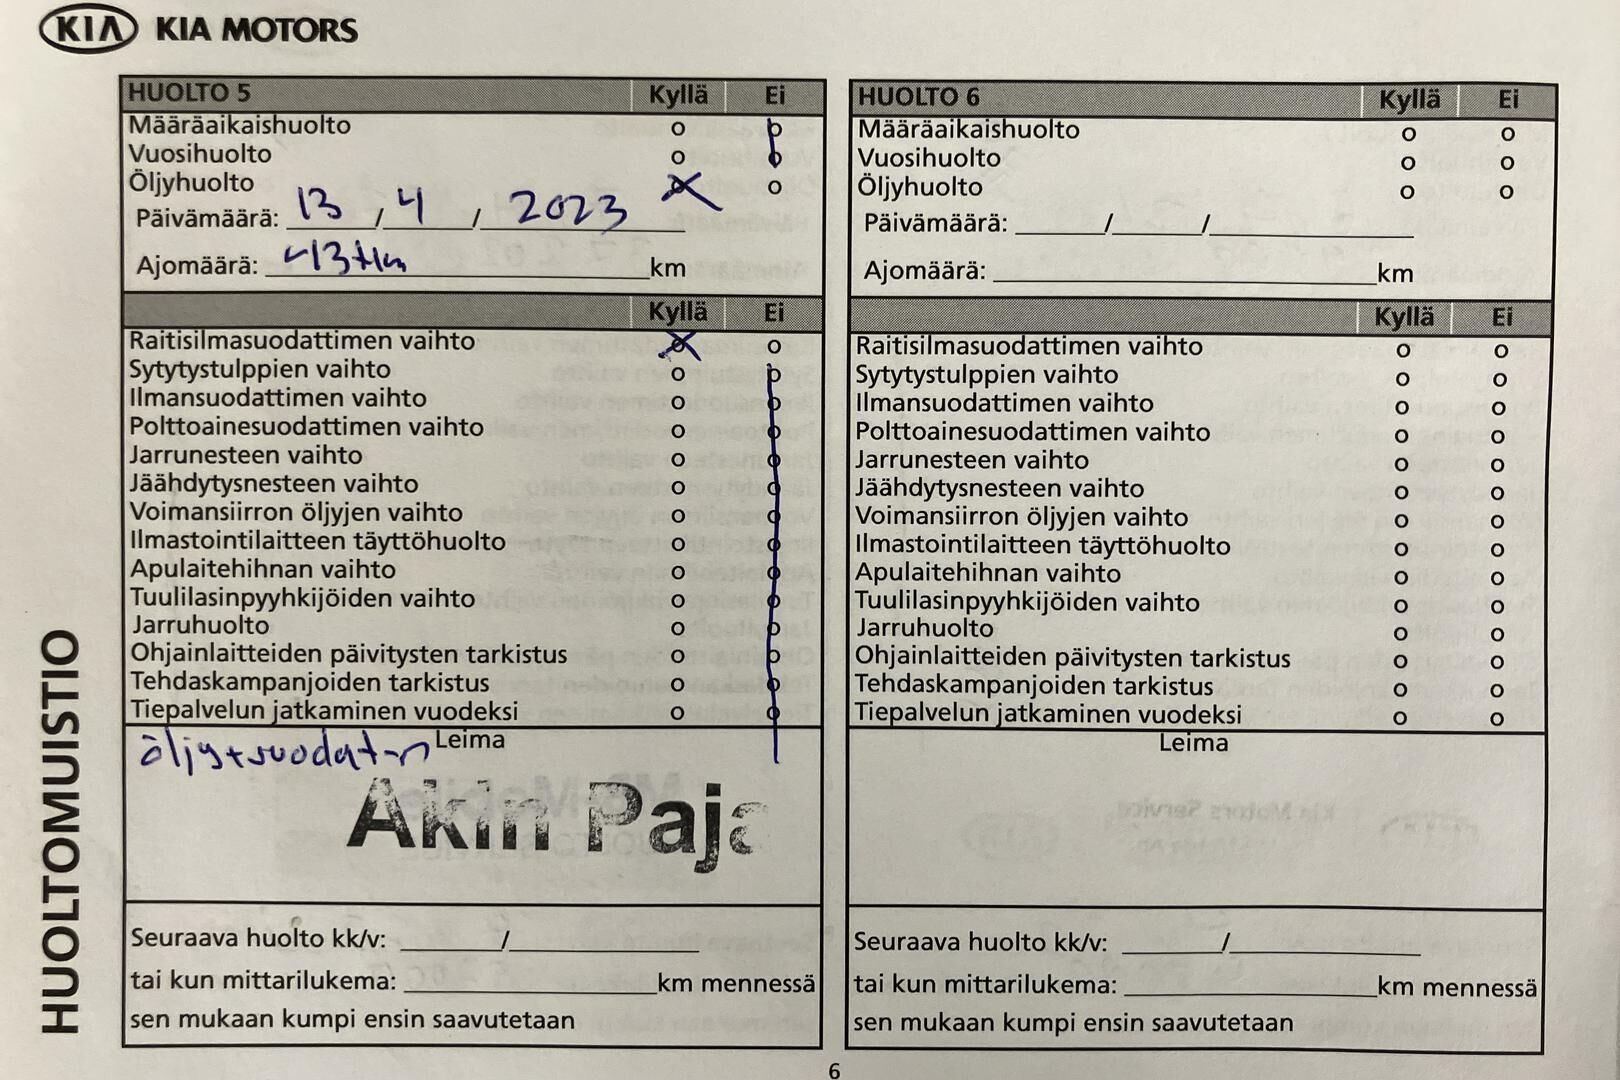 KIA KIA MOTORS
HUOLTOMUISTIO
HUOLTO 5 Kyllä Ei
Määräaikaishuolto o o
Vuosihuolto o o
Öljyhuolto x o
Päivämäärä: 13 / 4 / 2023
Ajomäärä: km
Kyllä Ei
Raitisilmasuodattimen vaihto x o
Sytytystulppien vaihto o o
Ilmansuodattimen vaihto o o
Polttoainesuodattimen vaihto o o
Jarrunesteen vaihto o o
Jäähdytysnesteen vaihto o o
Voimansiirron öljyjen vaihto o o
Ilmastointilaitteen täyttöhuolto o o
Apulaitehihnan vaihto o o
Tuulilasinpyyhkijöiden vaihto o o
Jarruhuolto o o
Ohjainlaitteiden päivitysten tarkistus o o
Tehdaskampanjoiden tarkistus o o
Tiepalvelun jatkaminen vuodeksi o o
Leima
öljy+suodatin
Akin Paja
Seuraava huolto kk/v: /
tai kun mittarilukema: km mennessä
sen mukaan kumpi ensin saavutetaan
HUOLTO 6 Kyllä Ei
Määräaikaishuolto o o
Vuosihuolto o o
Öljyhuolto o o
Päivämäärä: / /
Ajomäärä: km
Kyllä Ei
Raitisilmasuodattimen vaihto o o
Sytytystulppien vaihto o o
Ilmansuodattimen vaihto o o
Polttoainesuodattimen vaihto o o
Jarrunesteen vaihto o o
Jäähdytysnesteen vaihto o o
Voimansiirron öljyjen vaihto o o
Ilmastointilaitteen täyttöhuolto o o
Apulaitehihnan vaihto o o
Tuulilasinpyyhkijöiden vaihto o o
Jarruhuolto o o
Ohjainlaitteiden päivitysten tarkistus o o
Tehdaskampanjoiden tarkistus o o
Tiepalvelun jatkaminen vuodeksi o o
Leima
Seuraava huolto kk/v: /
tai kun mittarilukema: km mennessä
sen mukaan kumpi ensin saavutetaan
6